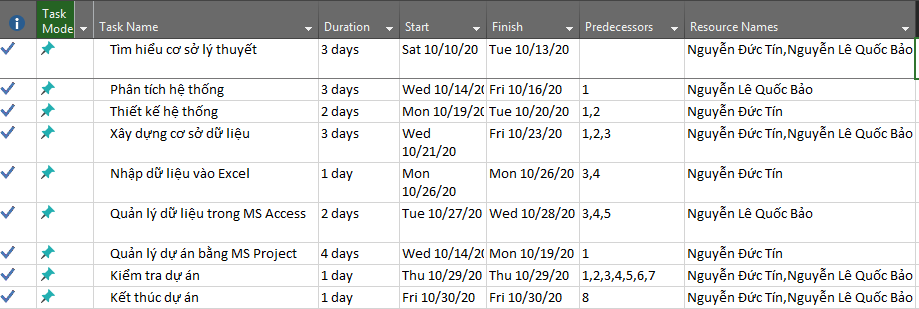 Task Mode Task Name Duration Start Finish Predecessors Resource Names
Tìm hiểu cơ sở lý thuyết 3 days Sat 10/10/20 Tue 10/13/20 Nguyễn Đức Tín,Nguyễn Lê Quốc Bảo
Phân tích hệ thống 3 days Wed 10/14/20 Fri 10/16/20 1 Nguyễn Lê Quốc Bảo
Thiết kế hệ thống 2 days Mon 10/19/20 Tue 10/20/20 1,2 Nguyễn Đức Tín
Xây dựng cơ sở dữ liệu 3 days Wed 10/21/20 Fri 10/23/20 1,2,3 Nguyễn Đức Tín,Nguyễn Lê Quốc Bảo
Nhập dữ liệu vào Excel 1 day Mon 10/26/20 Mon 10/26/20 3,4 Nguyễn Đức Tín
Quản lý dữ liệu trong MS Access 2 days Tue 10/27/20 Wed 10/28/20 3,4,5 Nguyễn Lê Quốc Bảo
Quản lý dự án bằng MS Project 4 days Wed 10/14/20 Mon 10/19/20 1 Nguyễn Đức Tín
Kiểm tra dự án 1 day Thu 10/29/20 Thu 10/29/20 1,2,3,4,5,6,7 Nguyễn Đức Tín,Nguyễn Lê Quốc Bảo
Kết thúc dự án 1 day Fri 10/30/20 Fri 10/30/20 8 Nguyễn Đức Tín,Nguyễn Lê Quốc Bảo